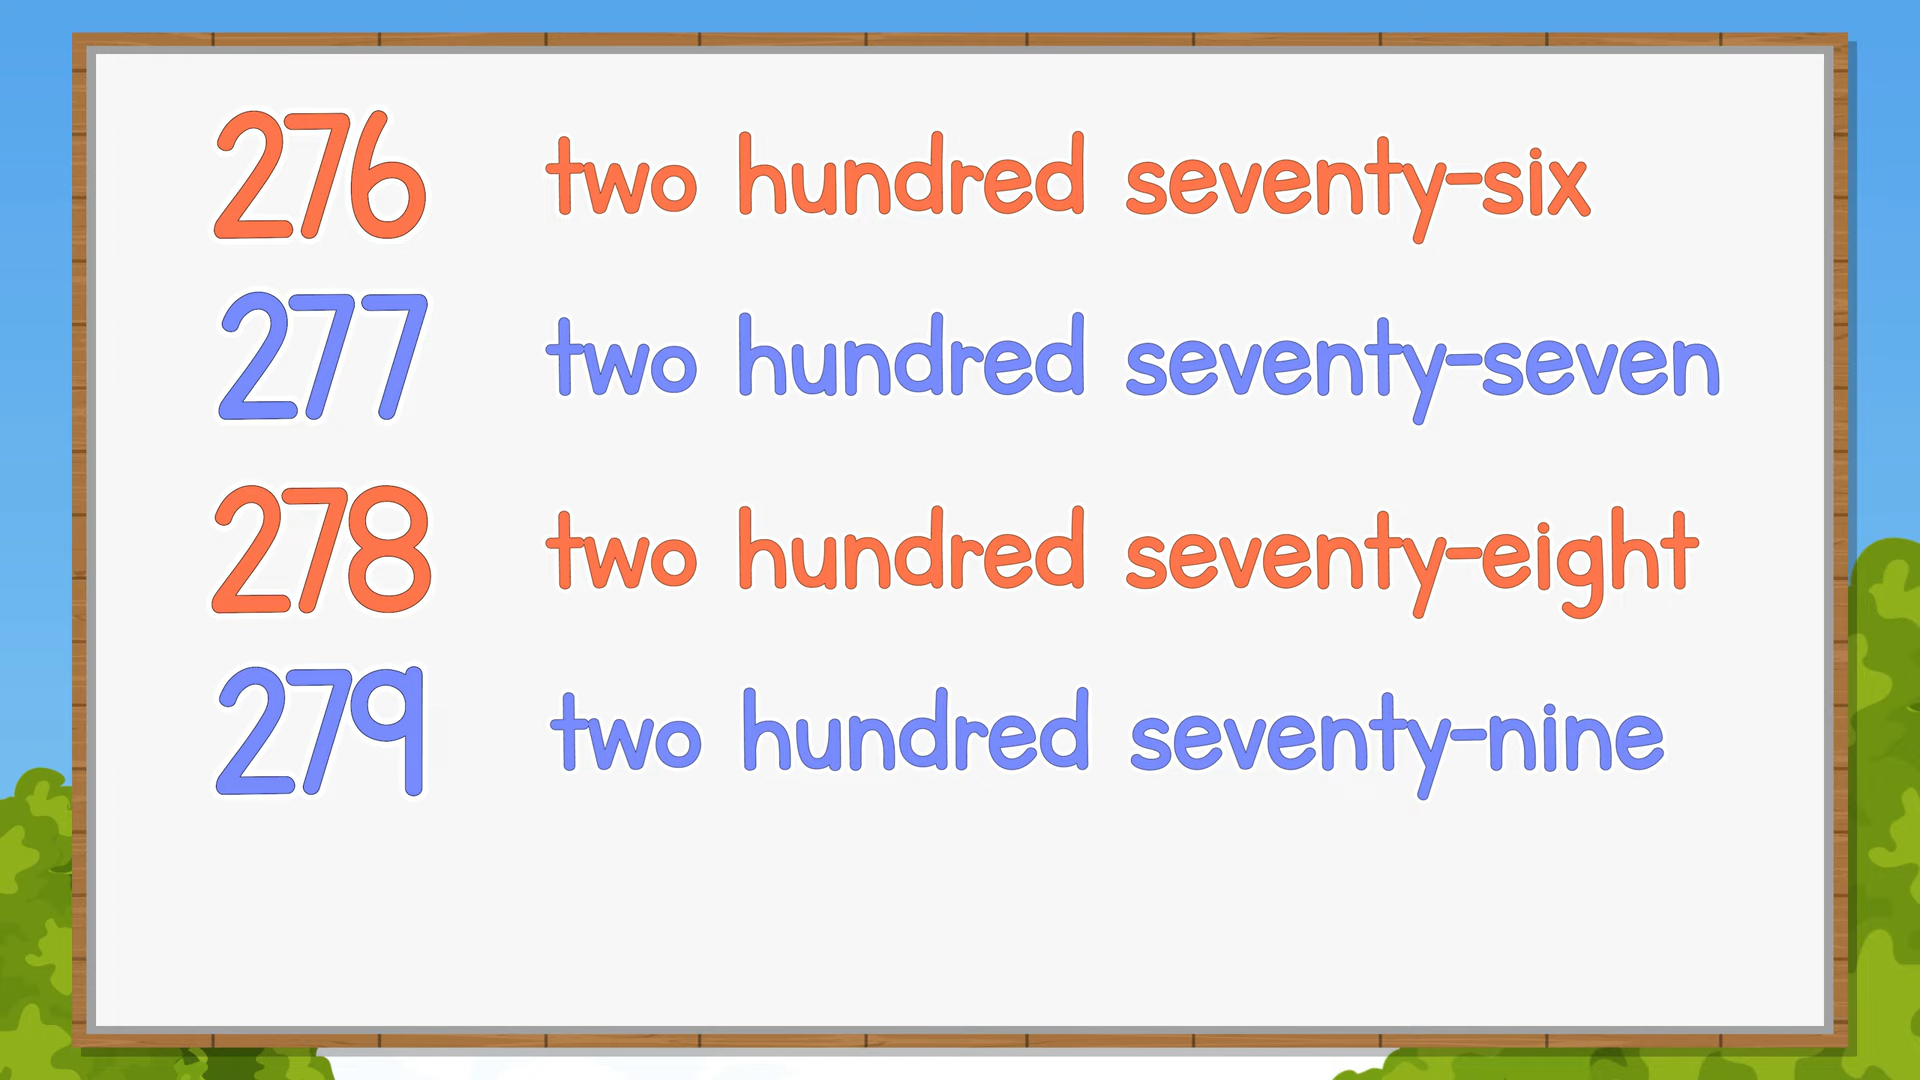 276 two hundred seventy-six
277 two hundred seventy-seven
278 two hundred seventy-eight
279 two hundred seventy-nine